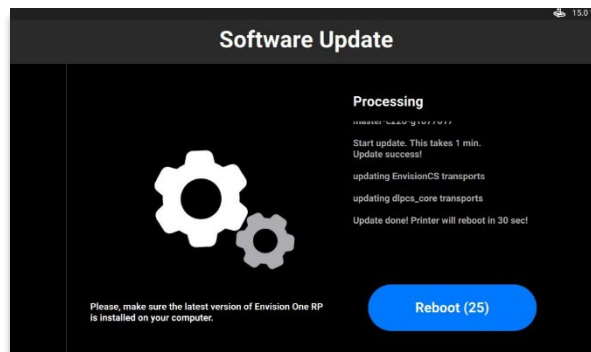 15.0
Software Update
Processing
Start update. This takes 1 min.
Update success!
updating EnvisionCS transports
updating dlpcs_core transports
Update done! Printer will reboot in 30 sec!
Please, make sure the latest version of Envision One RP
is installed on your computer.
Reboot (25)